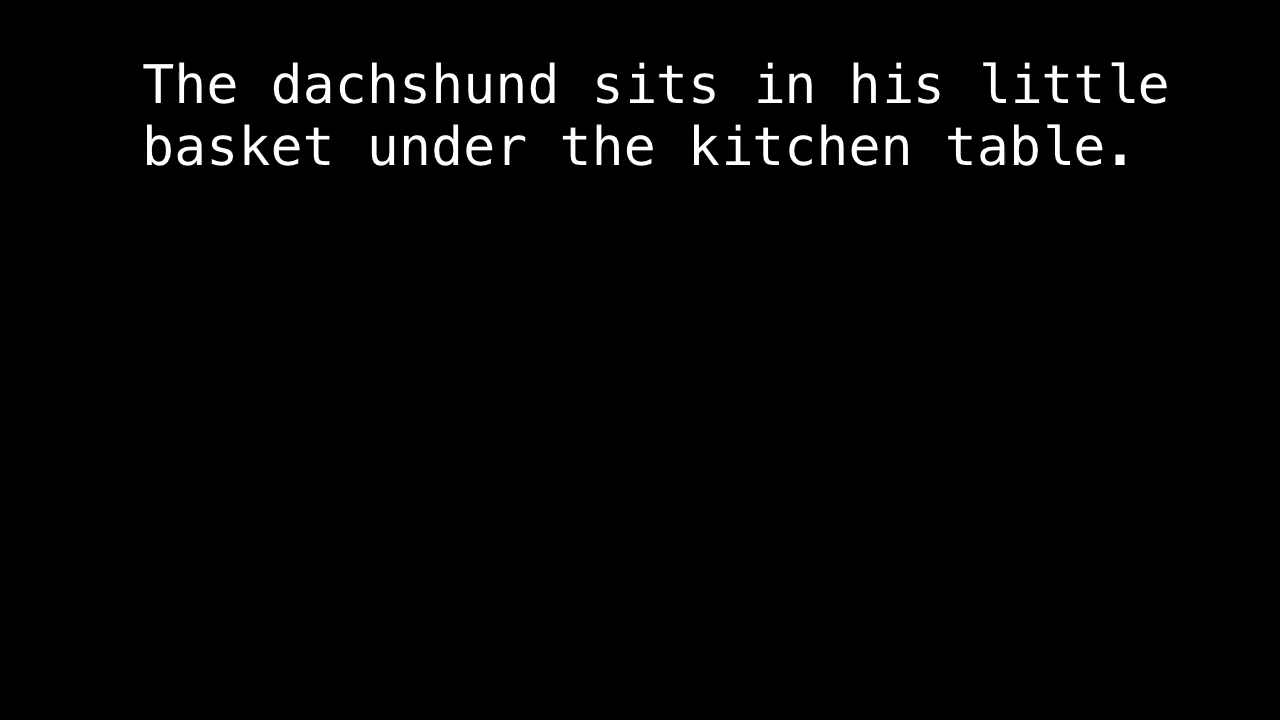 The dachshund sits in his little
basket under the kitchen table.